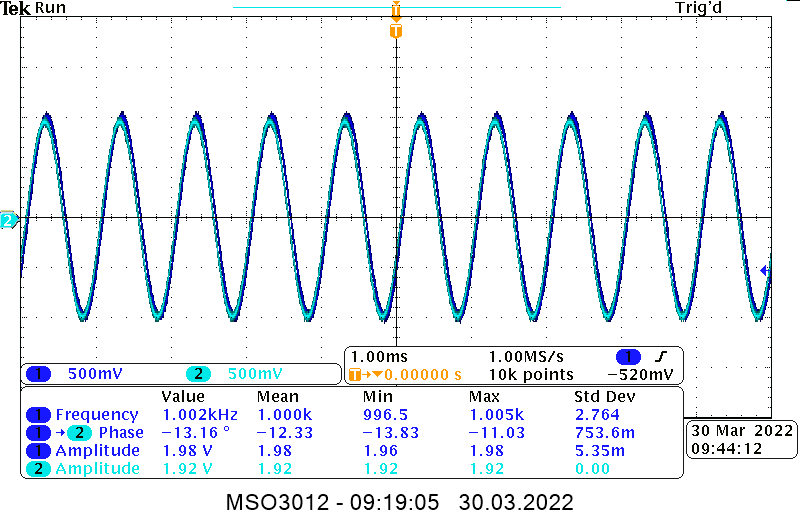 Tek Run Trig'd
T
T
2
1.00ms 1.00MS/s 1
1 500mV 2 500mV T→▼0.00000 s 10k points −520mV
Value Mean Min Max Std Dev
1 Frequency 1.002kHz 1.000k 996.5 1.005k 2.764
1 → 2 Phase −13.16 ° −12.33 −13.83 −11.03 753.6m
1 Amplitude 1.98 V 1.98 1.96 1.98 5.35m
2 Amplitude 1.92 V 1.92 1.92 1.92 0.00
30 Mar 2022
09:44:12
MSO3012 - 09:19:05 30.03.2022